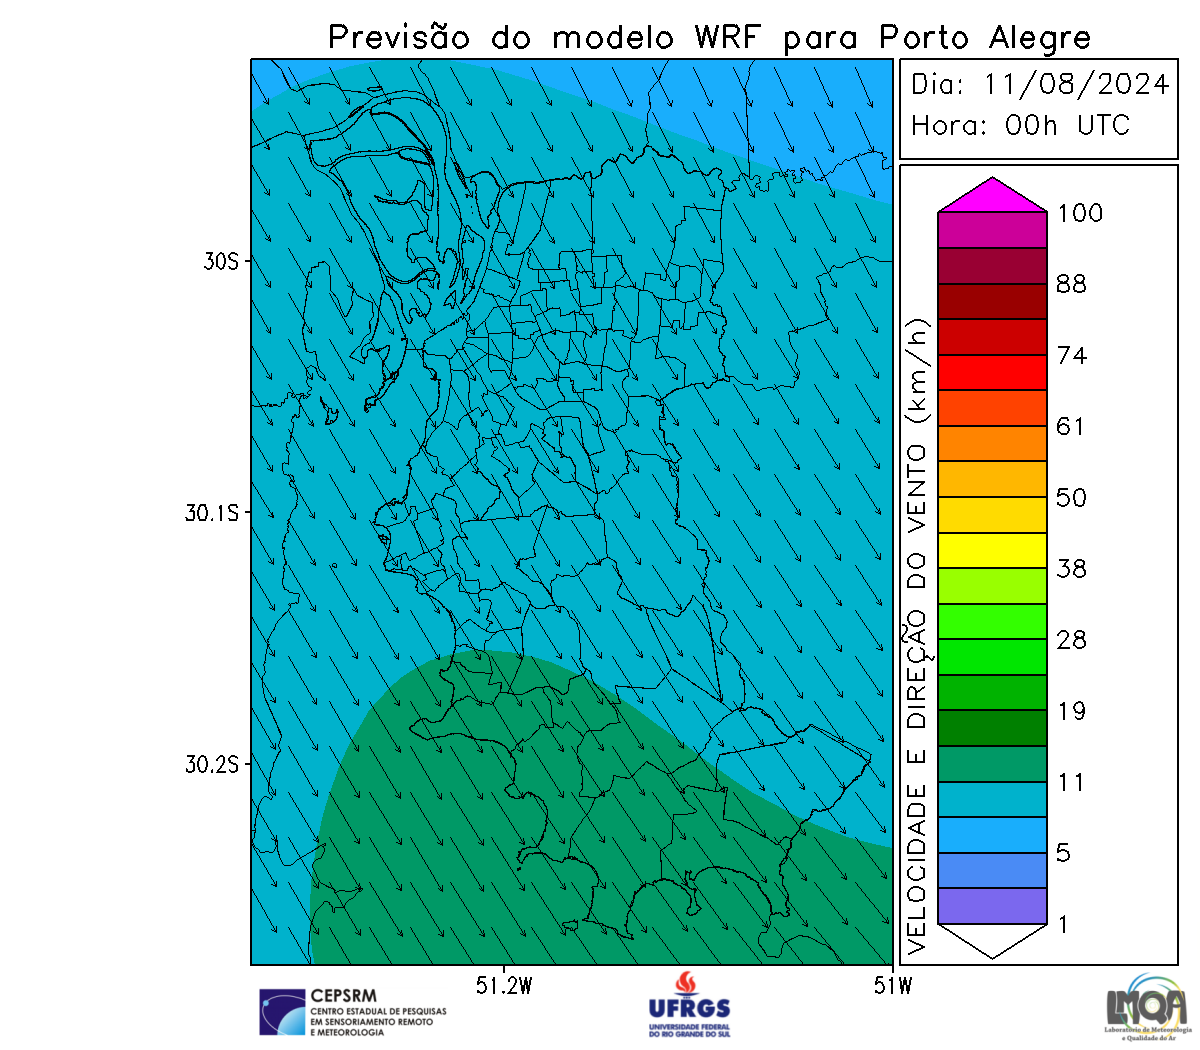 Previsão do modelo WRF para Porto Alegre
Dia: 11/08/2024
Hora: 00h UTC
100
88
74
61
50
38
28
19
11
5
1
VELOCIDADE E DIREÇÃO DO VENTO (km/h)
30S
30.1S
30.2S
51.2W
51W
CEPSRM
CENTRO ESTADUAL DE PESQUISAS
EM SENSORIAMENTO REMOTO
E METEOROLOGIA
UFRGS
UNIVERSIDADE FEDERAL
DO RIO GRANDE DO SUL
LMQA
Laboratório de Meteorologia
e Qualidade do Ar